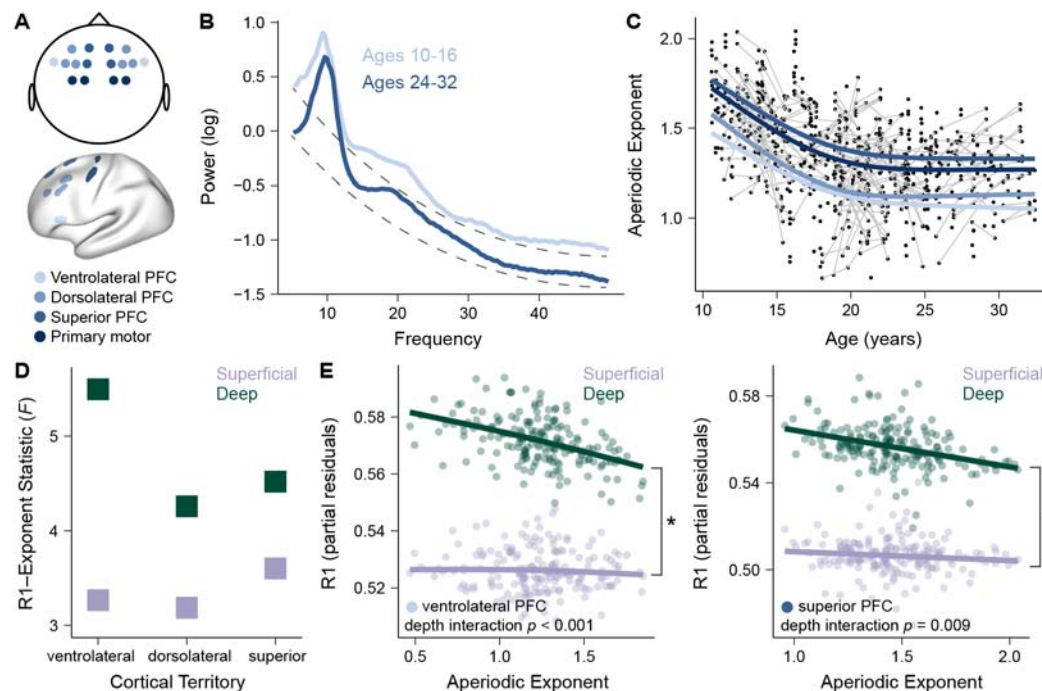 A
Ventrolateral PFC
Dorsolateral PFC
Superior PFC
Primary motor
B
1.0
0.5
0.0
−0.5
−1.0
−1.5
Power (log)
Ages 10-16
Ages 24-32
10
20
30
40
Frequency
C
2.0
1.5
1.0
Aperiodic Exponent
10
15
20
25
30
Age (years)
D
Superficial
Deep
R1−Exponent Statistic (F)
5
4
3
ventrolateral
dorsolateral
superior
Cortical Territory
E
Superficial
Deep
R1 (partial residuals)
0.58
0.56
0.54
0.52
*
ventrolateral PFC
depth interaction p < 0.001
0.5
1.0
1.5
Aperiodic Exponent
Superficial
Deep
R1 (partial residuals)
0.58
0.54
0.50
superior PFC
depth interaction p = 0.009
1.0
1.5
2.0
Aperiodic Exponent